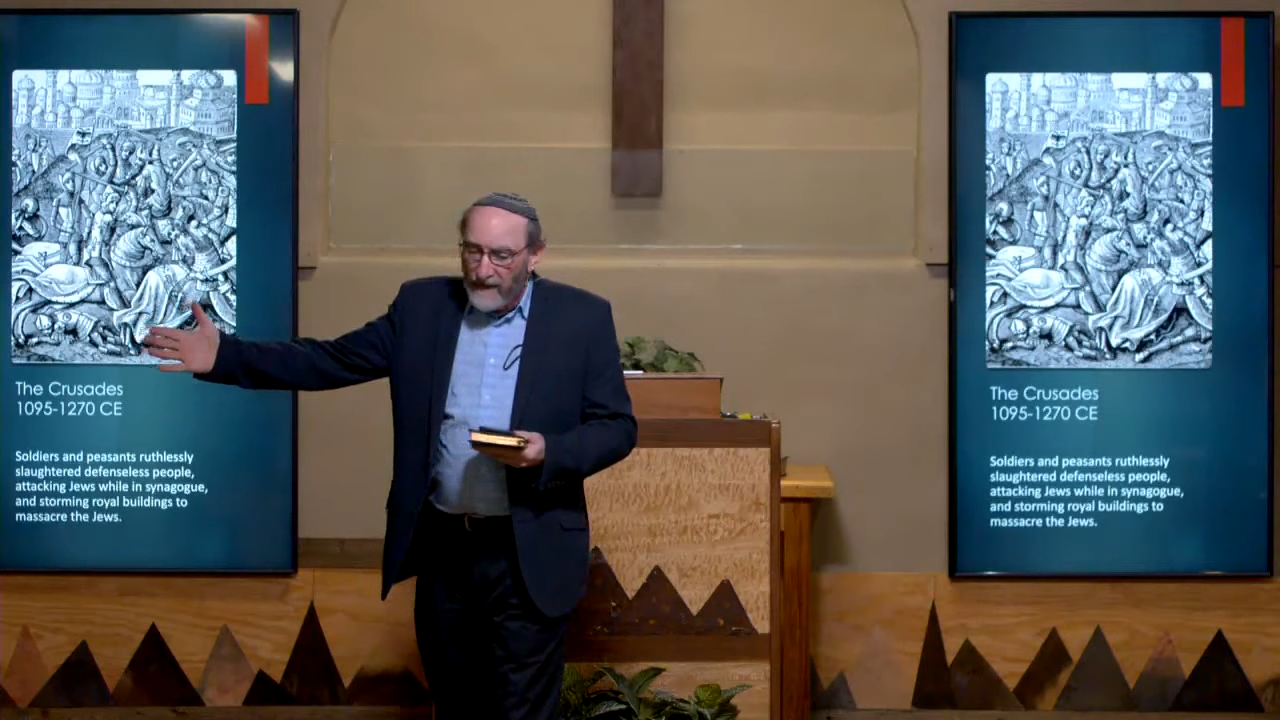 The Crusades
1095-1270 CE
Soldiers and peasants ruthlessly
slaughtered defenseless people,
attacking Jews while in synagogue,
and storming royal buildings to
massacre the Jews.
The Crusades
1095-1270 CE
Soldiers and peasants ruthlessly
slaughtered defenseless people,
attacking Jews while in synagogue,
and storming royal buildings to
massacre the Jews.